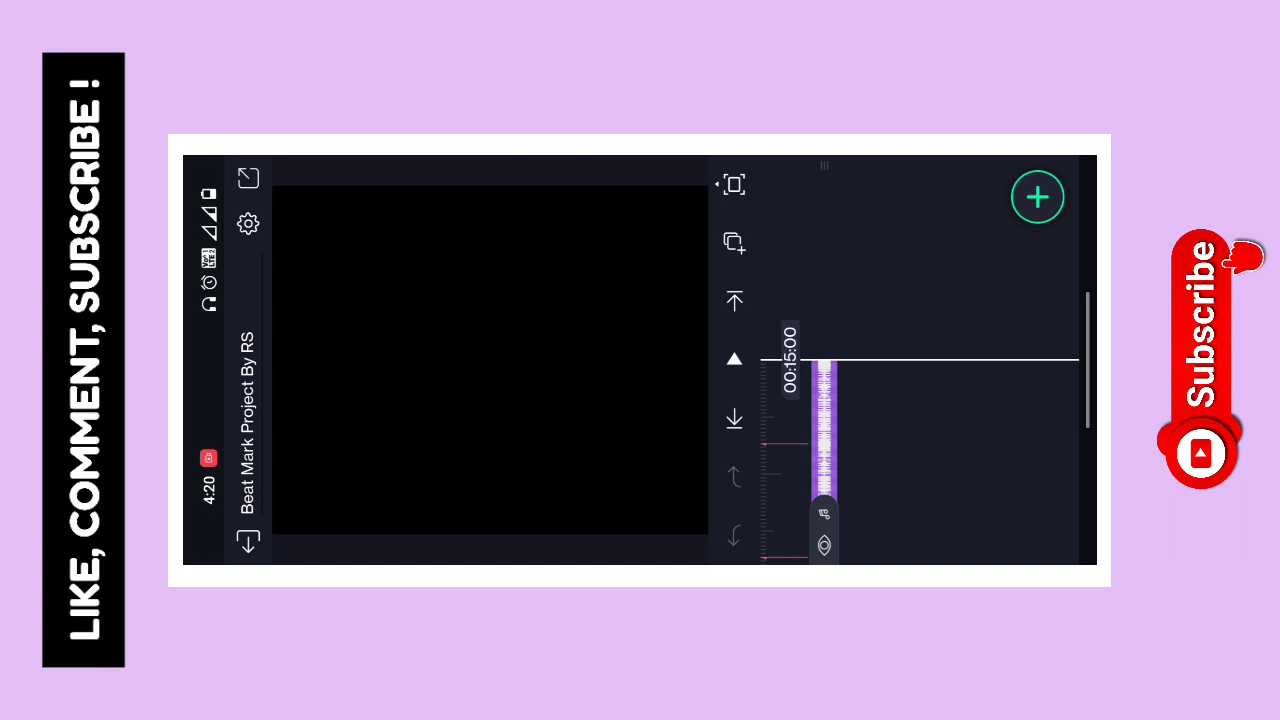 LIKE, COMMENT, SUBSCRIBE !
4:20
Beat Mark Project By RS
00:15:00
Subscribe